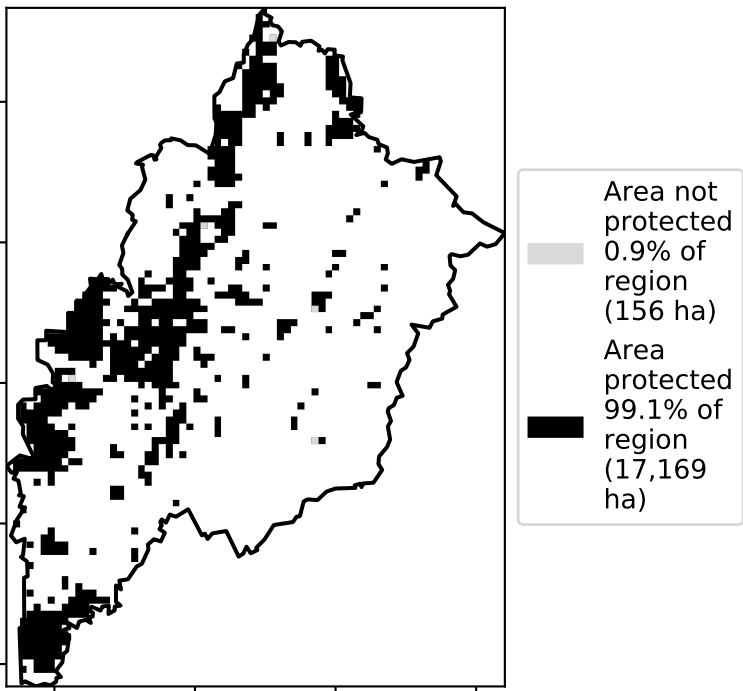 Area not
protected
0.9% of
region
(156 ha)
Area
protected
99.1% of
region
(17,169
ha)